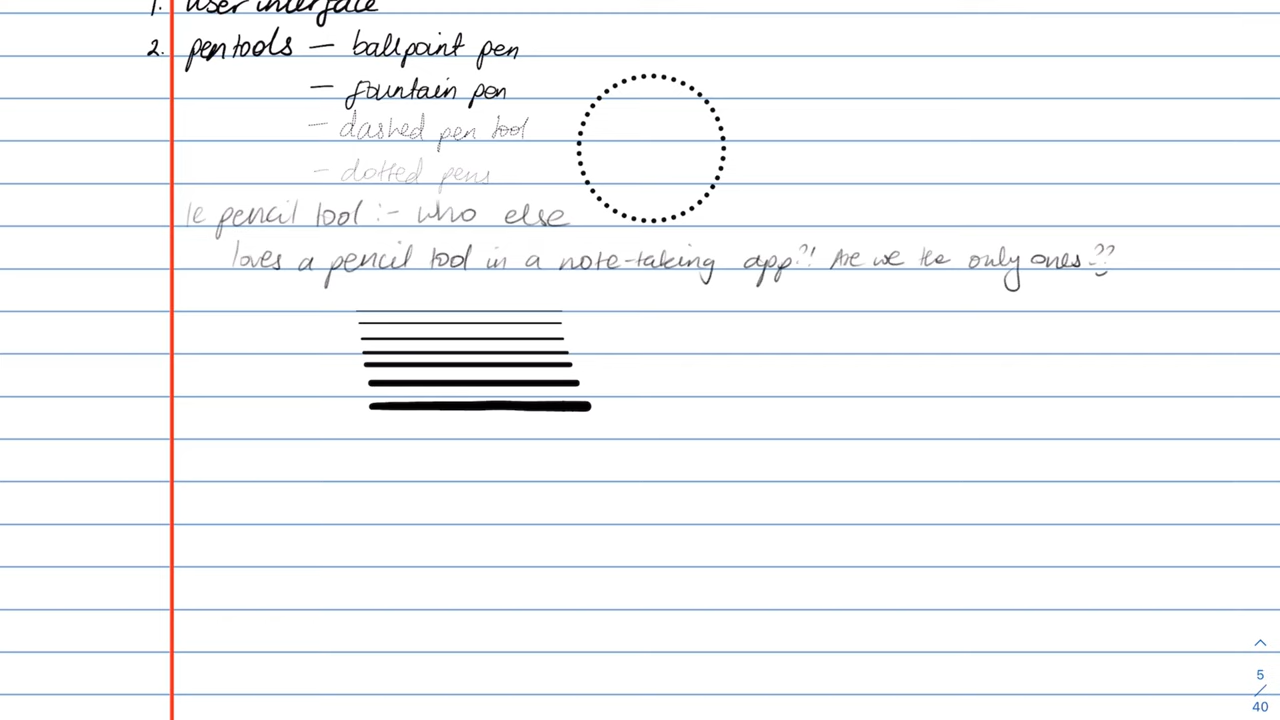 1. user interface
2. pen tools — ballpoint pen
— fountain pen
— dashed pen tool
— dotted pens
le pencil tool :- who else
loves a pencil tool in a note-taking app?! Are we the only ones??
5
/
40